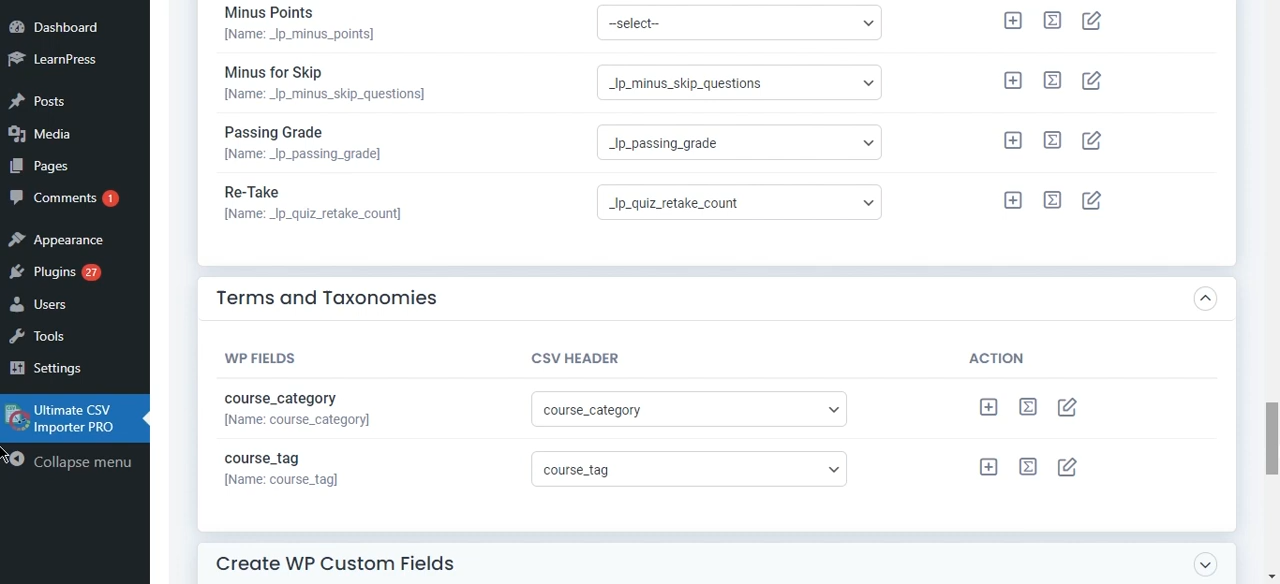 Dashboard
LearnPress
Posts
Media
Pages
Comments 1
Appearance
Plugins 27
Users
Tools
Settings
Ultimate CSV
Importer PRO
Collapse menu
Minus Points
[Name: _lp_minus_points]
--select--
Minus for Skip
[Name: _lp_minus_skip_questions]
_lp_minus_skip_questions
Passing Grade
[Name: _lp_passing_grade]
_lp_passing_grade
Re-Take
[Name: _lp_quiz_retake_count]
_lp_quiz_retake_count
Terms and Taxonomies
WP FIELDS CSV HEADER ACTION
course_category
[Name: course_category]
course_category
course_tag
[Name: course_tag]
course_tag
Create WP Custom Fields